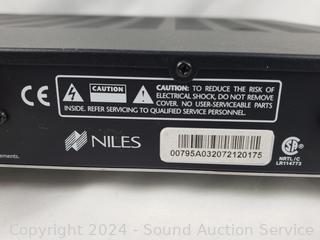 CE
CAUTION
CAUTION: TO REDUCE THE RISK OF
ELECTRICAL SHOCK, DO NOT REMOVE
COVER. NO USER-SERVICEABLE PARTS
INSIDE. REFER SERVICING TO QUALIFIED SERVICE PERSONNEL.
NILES
00795A032072120175
NRTL/C
LR114773
Copyright 2024 - Sound Auction Service